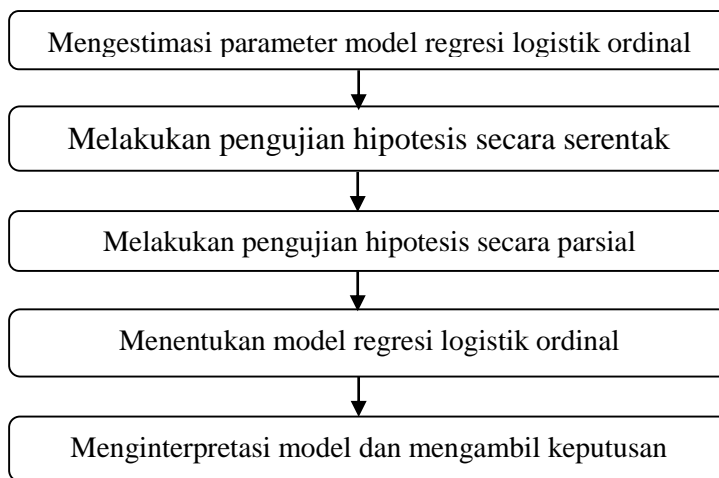 Mengestimasi parameter model regresi logistik ordinal
Melakukan pengujian hipotesis secara serentak
Melakukan pengujian hipotesis secara parsial
Menentukan model regresi logistik ordinal
Menginterpretasi model dan mengambil keputusan